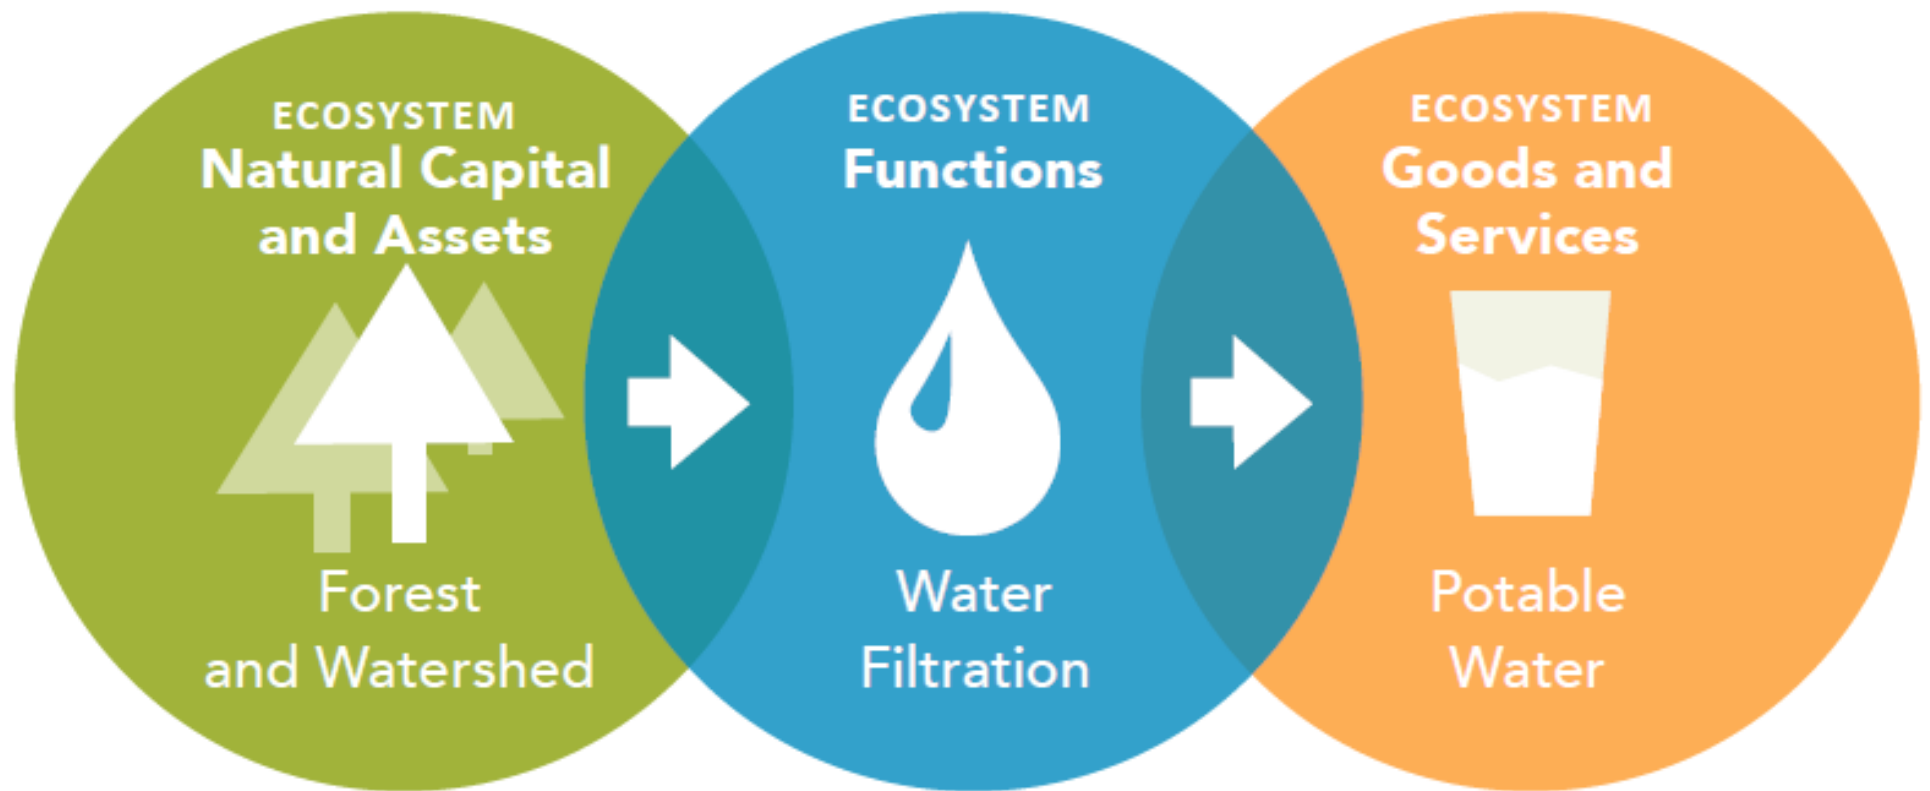 ECOSYSTEM
Natural Capital
and Assets
Forest
and Watershed
ECOSYSTEM
Functions
Water
Filtration
ECOSYSTEM
Goods and
Services
Potable
Water